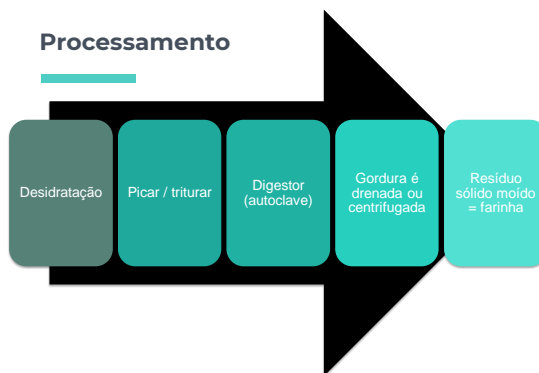 Processamento
Desidratação
Picar / triturar
Digestor
(autoclave)
Gordura é
drenada ou
centrifugada
Resíduo
sólido moído
= farinha